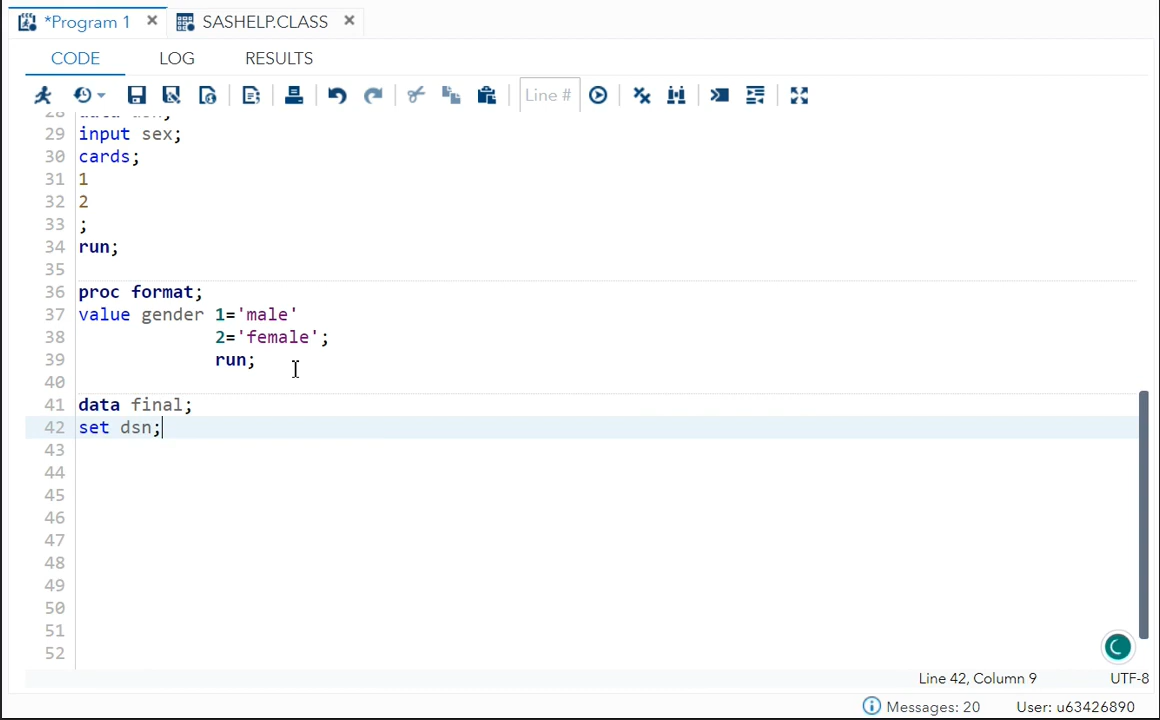 *Program 1 × SASHELP.CLASS ×
CODE LOG RESULTS
Line #
29 input sex;
30 cards;
31 1
32 2
33 ;
34 run;
35
36 proc format;
37 value gender 1='male'
38 2='female';
39 run;
40
41 data final;
42 set dsn;
43
44
45
46
47
48
49
50
51
52
Line 42, Column 9 UTF-8
Messages: 20 User: u63426890